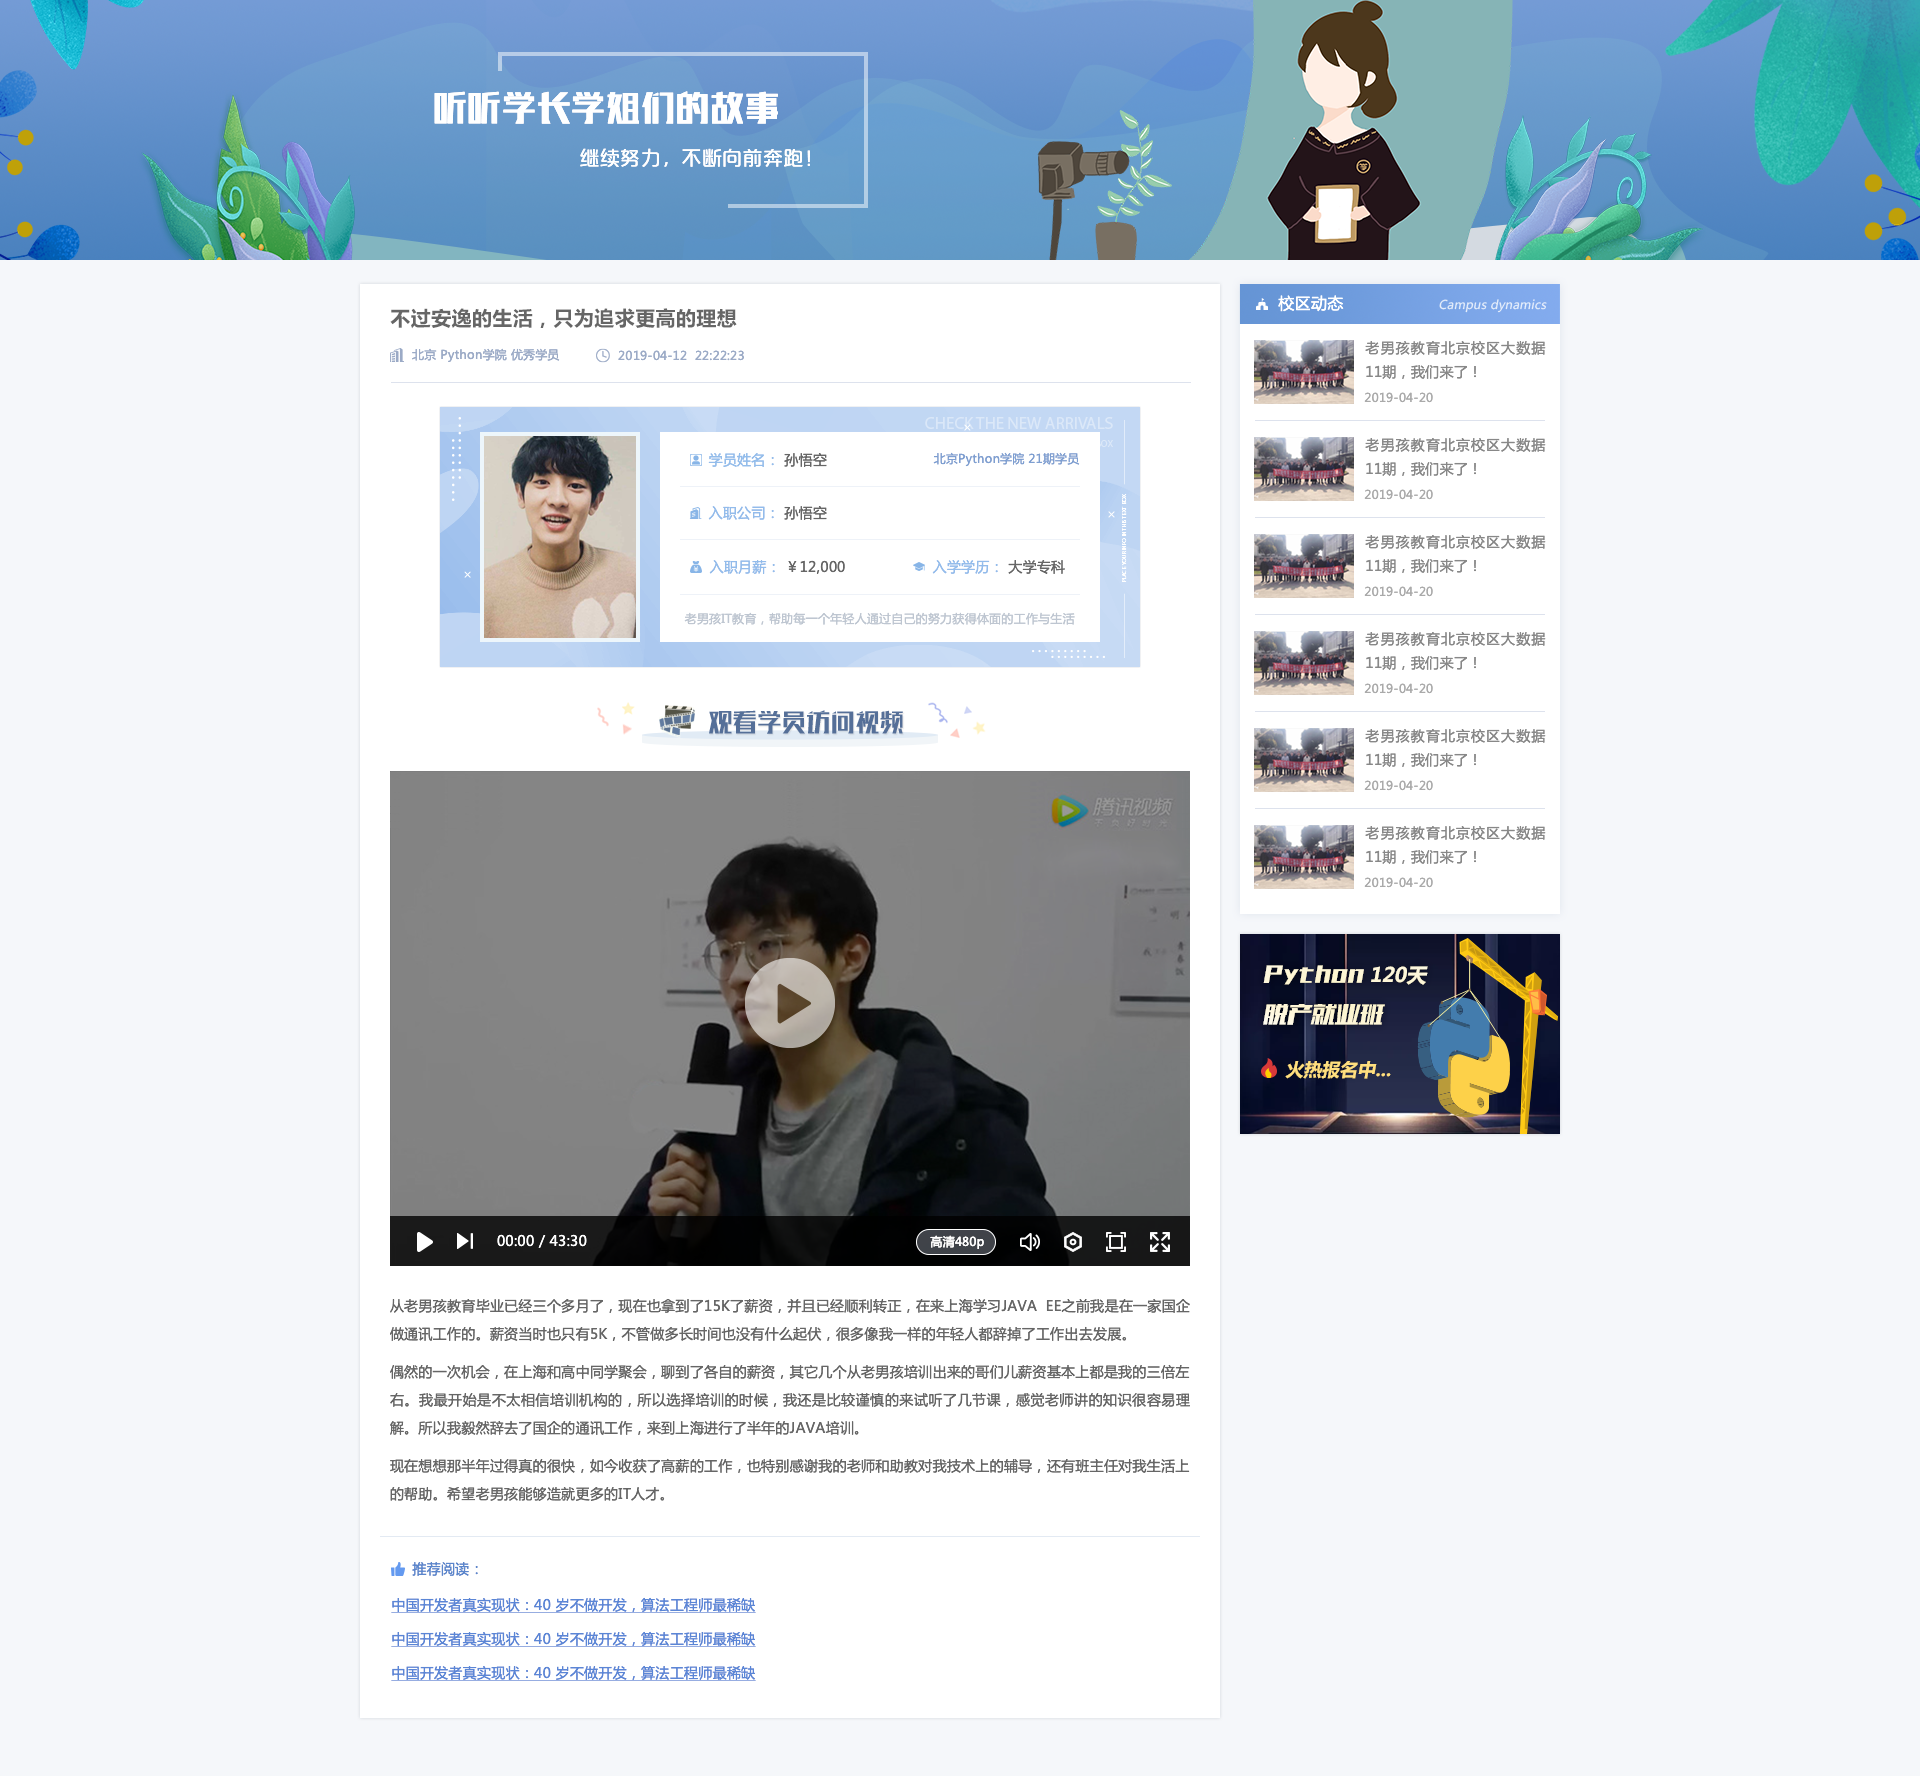 听听学长学姐们的故事
继续努力，不断向前奔跑！
不过安逸的生活，只为追求更高的理想
北京 Python学院 优秀学员
2019-04-12 22:22:23
CHECK THE NEW ARRIVALS
学员姓名： 孙悟空
北京Python学院 21期学员
入职公司： 孙悟空
入职月薪： ¥ 12,000
入学学历： 大学专科
老男孩IT教育，帮助每一个年轻人通过自己的努力获得体面的工作与生活
观看学员访问视频
腾讯视频
00:00 / 43:30
高清480p
从老男孩教育毕业已经三个多月了，现在也拿到了15K了薪资，并且已经顺利转正，在来上海学习JAVA EE之前我是在一家国企
做通讯工作的。薪资当时也只有5K，不管做多长时间也没有什么起伏，很多像我一样的年轻人都辞掉了工作出去发展。
偶然的一次机会，在上海和高中同学聚会，聊到了各自的薪资，其它几个从老男孩培训出来的哥们儿薪资基本上都是我的三倍左
右。我最开始是不太相信培训机构的，所以选择培训的时候，我还是比较谨慎的来试听了几节课，感觉老师讲的知识很容易理
解。所以我毅然辞去了国企的通讯工作，来到上海进行了半年的JAVA培训。
现在想想那半年过得真的很快，如今收获了高薪的工作，也特别感谢我的老师和助教对我技术上的辅导，还有班主任对我生活上
的帮助。希望老男孩能够造就更多的IT人才。
推荐阅读：
中国开发者真实现状：40 岁不做开发，算法工程师最稀缺
中国开发者真实现状：40 岁不做开发，算法工程师最稀缺
中国开发者真实现状：40 岁不做开发，算法工程师最稀缺
校区动态
Campus dynamics
老男孩教育北京校区大数据
11期，我们来了！
2019-04-20
老男孩教育北京校区大数据
11期，我们来了！
2019-04-20
老男孩教育北京校区大数据
11期，我们来了！
2019-04-20
老男孩教育北京校区大数据
11期，我们来了！
2019-04-20
老男孩教育北京校区大数据
11期，我们来了！
2019-04-20
老男孩教育北京校区大数据
11期，我们来了！
2019-04-20
Python 120天
脱产就业班
火热报名中...